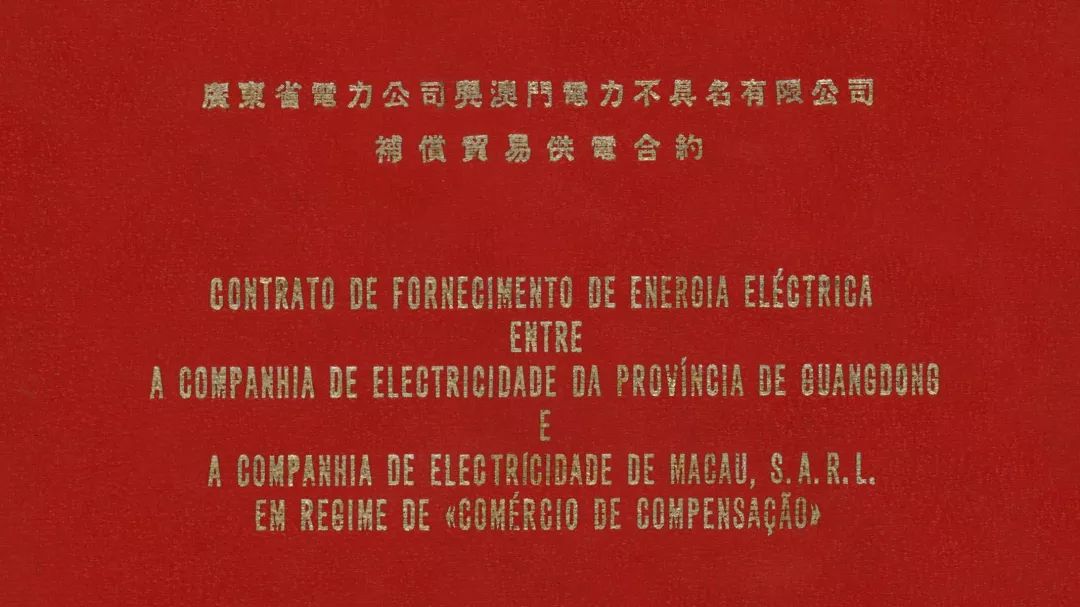 廣東省電力公司與澳門電力不具名有限公司
補償貿易供電合約
CONTRATO DE FORNECIMENTO DE ENERGIA ELÉCTRICA
ENTRE
A COMPANHIA DE ELECTRICIDADE DA PROVÍNCIA DE GUANGDONG
E
A COMPANHIA DE ELECTRÍCIDADE DE MACAU, S.A.R.L.
EM REGIME DE «COMÉRCIO DE COMPENSAÇÃO»